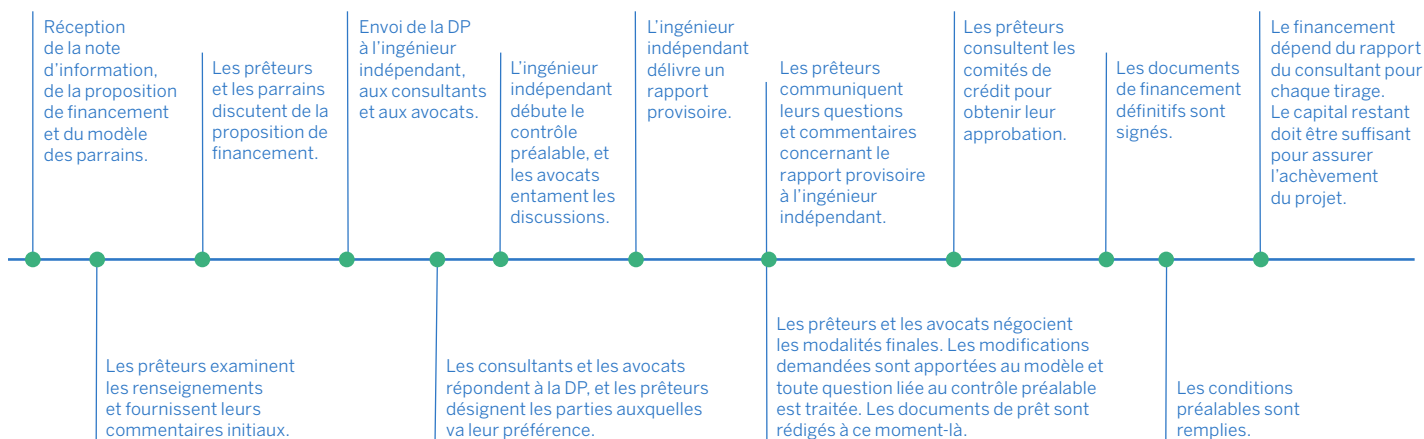 Réception
de la note
d'information,
de la proposition
de financement
et du modèle
des parrains.
Les prêteurs examinent
les renseignements
et fournissent leurs
commentaires initiaux.
Les prêteurs
et les parrains
discutent de la
proposition de
financement.
Envoi de la DP
à l'ingénieur
indépendant,
aux consultants
et aux avocats.
Les consultants et les avocats
répondent à la DP, et les prêteurs
désignent les parties auxquelles
va leur préférence.
L'ingénieur
indépendant
débute le
contrôle
préalable, et
les avocats
entament les
discussions.
L'ingénieur
indépendant
délivre un
rapport
provisoire.
Les prêteurs
communiquent
leurs questions
et commentaires
concernant le
rapport provisoire
à l'ingénieur
indépendant.
Les prêteurs et les avocats négocient
les modalités finales. Les modifications
demandées sont apportées au modèle et
toute question liée au contrôle préalable
est traitée. Les documents de prêt sont
rédigés à ce moment-là.
Les prêteurs
consultent les
comités de
crédit pour
obtenir leur
approbation.
Les documents
de financement
définitifs sont
signés.
Les conditions
préalables sont
remplies.
Le financement
dépend du rapport
du consultant pour
chaque tirage.
Le capital restant
doit être suffisant
pour assurer
l'achèvement
du projet.